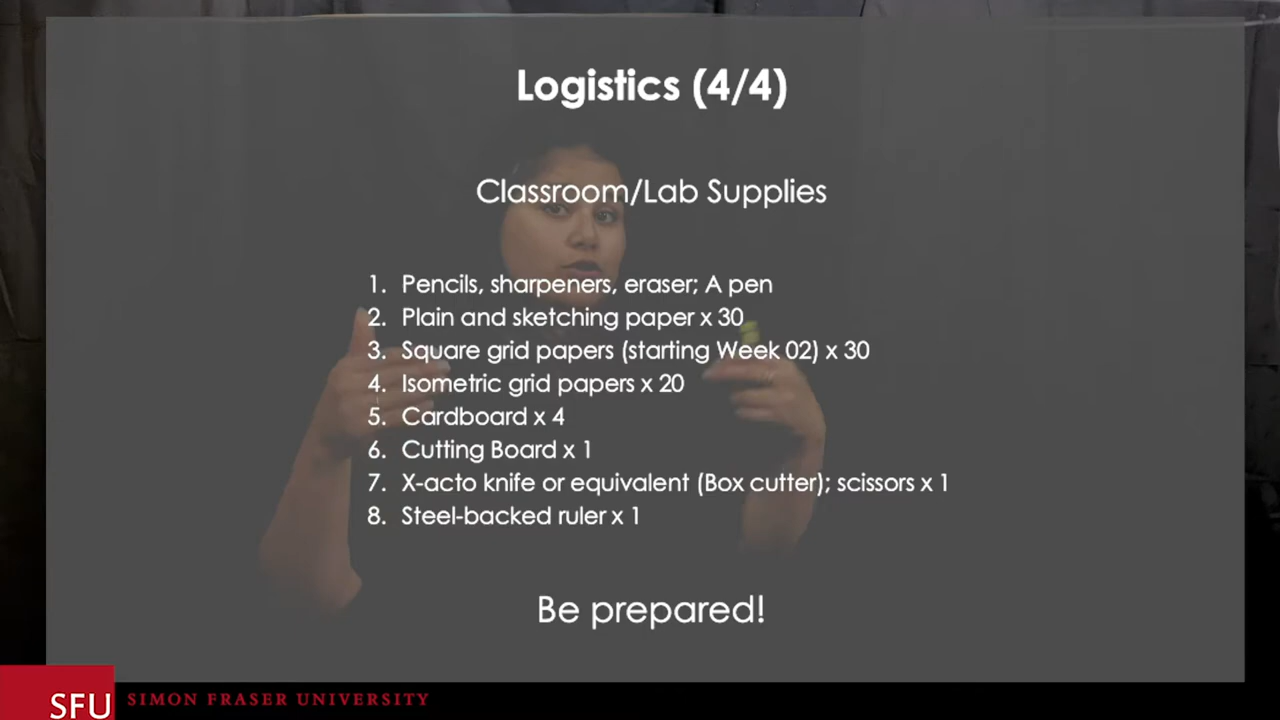 Logistics (4/4)
Classroom/Lab Supplies
1. Pencils, sharpeners, eraser; A pen
2. Plain and sketching paper x 30
3. Square grid papers (starting Week 02) x 30
4. Isometric grid papers x 20
5. Cardboard x 4
6. Cutting Board x 1
7. X-acto knife or equivalent (Box cutter); scissors x 1
8. Steel-backed ruler x 1
Be prepared!
SFU SIMON FRASER UNIVERSITY